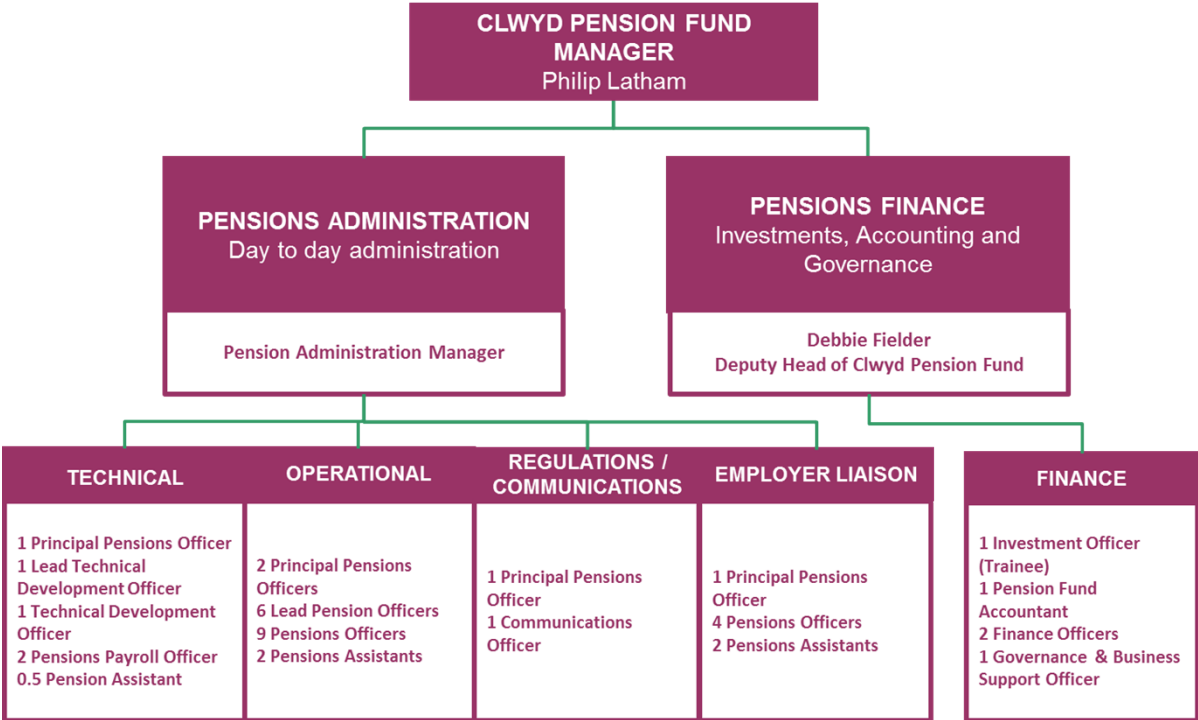 CLWYD PENSION FUND
MANAGER
Philip Latham
PENSIONS ADMINISTRATION
Day to day administration
Pension Administration Manager
PENSIONS FINANCE
Investments, Accounting and
Governance
Debbie Fielder
Deputy Head of Clwyd Pension Fund
TECHNICAL
1 Principal Pensions Officer
1 Lead Technical
Development Officer
1 Technical Development
Officer
2 Pensions Payroll Officer
0.5 Pension Assistant
OPERATIONAL
2 Principal Pensions
Officers
6 Lead Pension Officers
9 Pensions Officers
2 Pensions Assistants
REGULATIONS /
COMMUNICATIONS
1 Principal Pensions
Officer
1 Communications
Officer
EMPLOYER LIAISON
1 Principal Pensions
Officer
4 Pensions Officers
2 Pensions Assistants
FINANCE
1 Investment Officer
(Trainee)
1 Pension Fund
Accountant
2 Finance Officers
1 Governance & Business
Support Officer